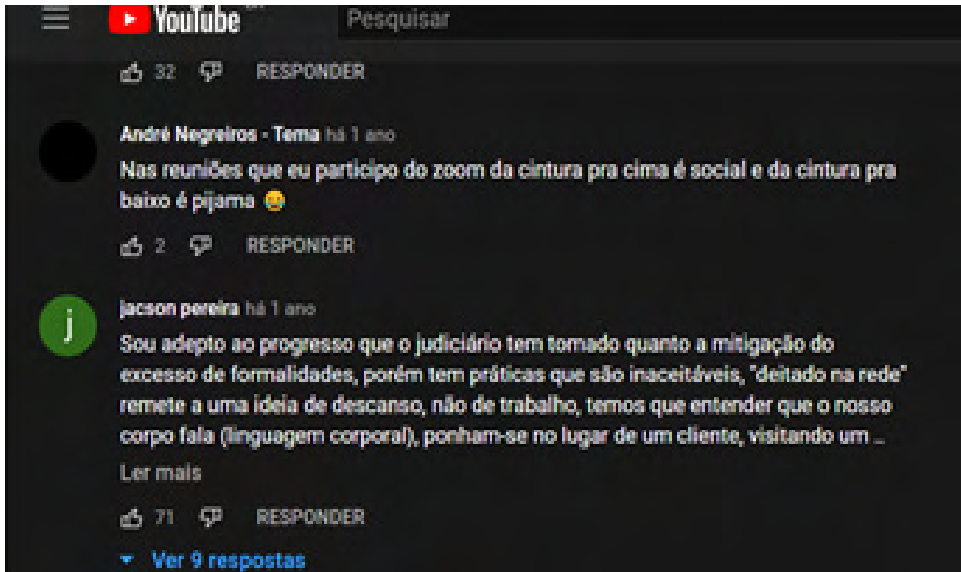 YouTube
Pesquisar
32 RESPONDER
André Negreiros - Tema há 1 ano
Nas reuniões que eu participo do zoom da cintura pra cima é social e da cintura pra
baixo é pijama 😂
2 RESPONDER
j
jacson pereira há 1 ano
Sou adepto ao progresso que o judiciário tem tomado quanto a mitigação do
excesso de formalidades, porém tem práticas que são inaceitáveis, "deitado na rede"
remete a uma ideia de descanso, não de trabalho, temos que entender que o nosso
corpo fala (linguagem corporal), ponham-se no lugar de um cliente, visitando um ...
Ler mais
71 RESPONDER
Ver 9 respostas